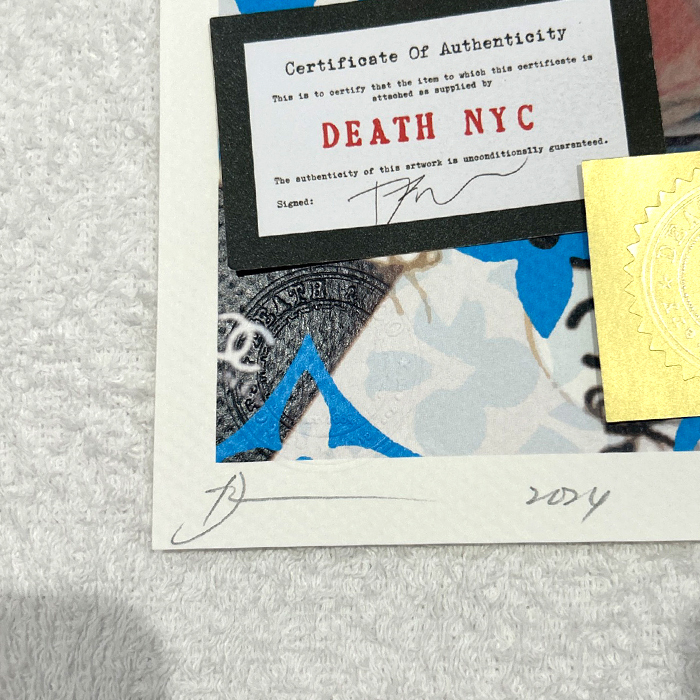 Certificate Of Authenticity
This is to certify that the item to which this certificate is
attached as supplied by
DEATH NYC
The authenticity of this artwork is unconditionally guaranteed.
Signed:
DEATH
2024